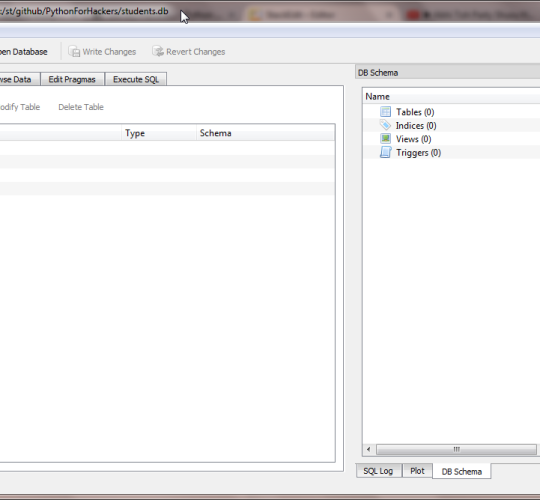 :/st/github/PythonForHackers/students.db
pen Database
Write Changes
Revert Changes
wse Data
Edit Pragmas
Execute SQL
odify Table
Delete Table
Type
Schema
DB Schema
Name
Tables (0)
Indices (0)
Views (0)
Triggers (0)
SQL Log
Plot
DB Schema